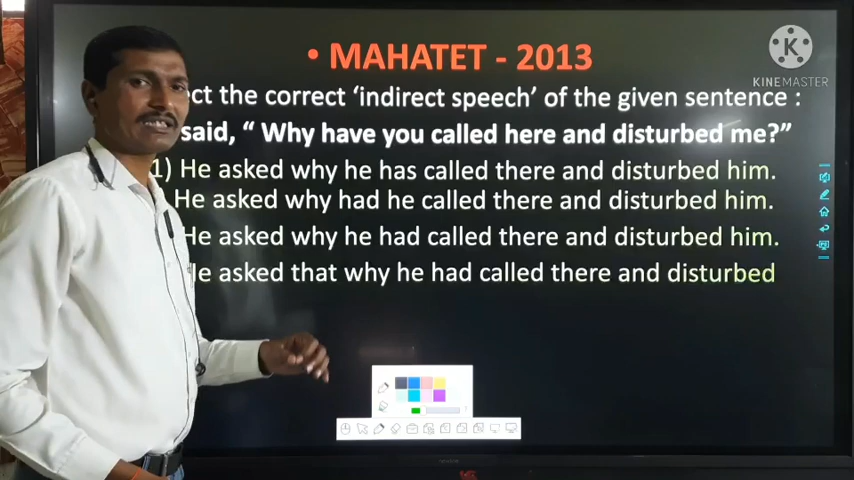 • MAHATET - 2013
K
KINEMASTER
ct the correct ‘indirect speech’ of the given sentence :
said, “ Why have you called here and disturbed me?”
1) He asked why he has called there and disturbed him.
He asked why had he called there and disturbed him.
He asked why he had called there and disturbed him.
He asked that why he had called there and disturbed